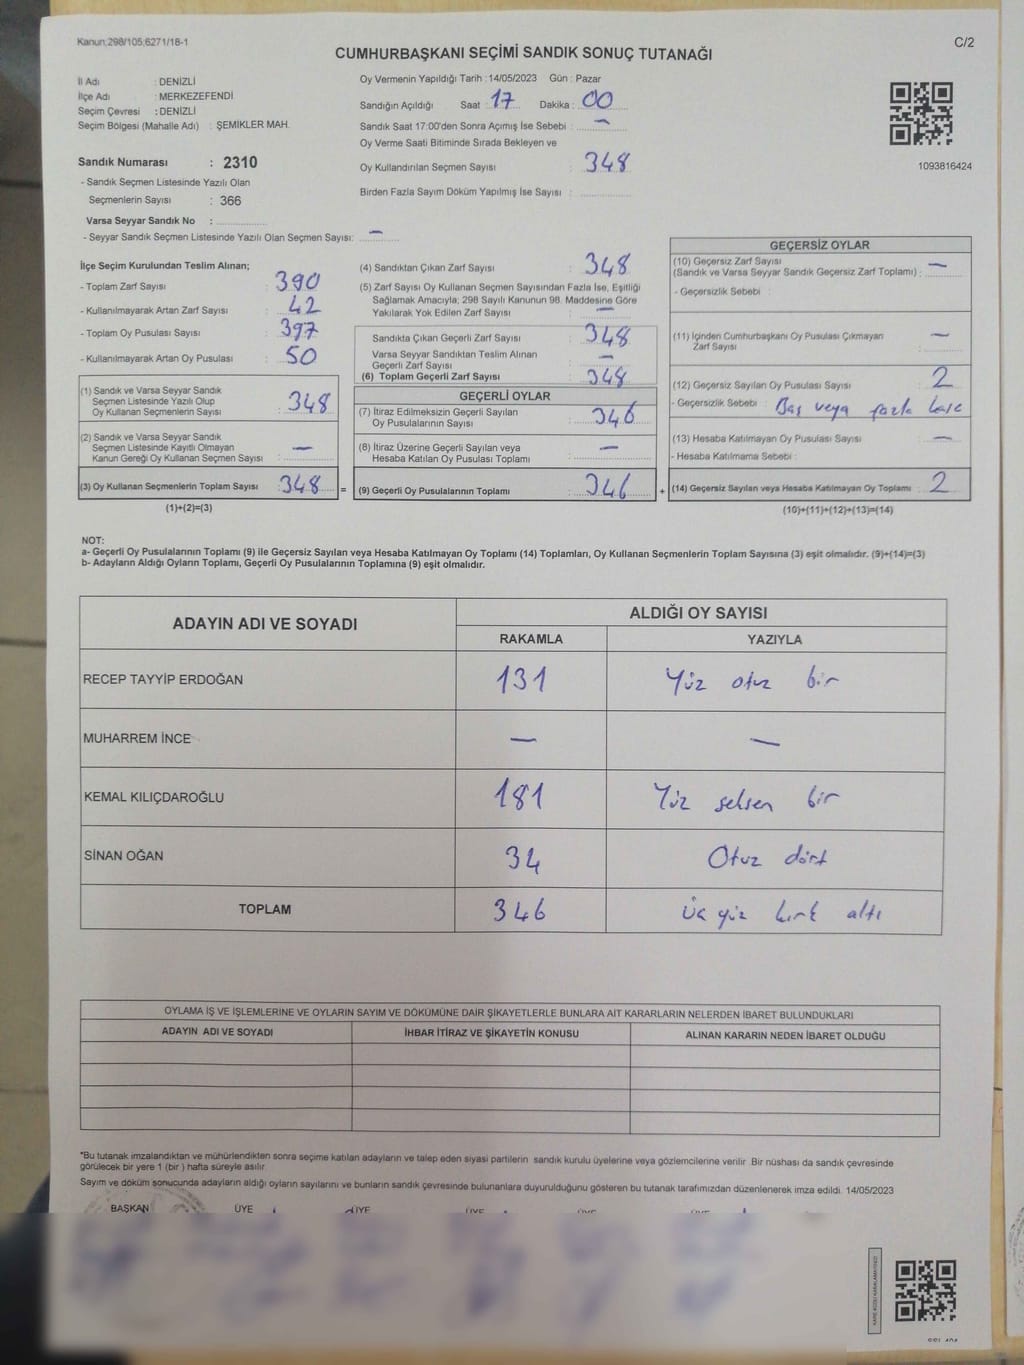 Kanun:298/105;6271/18-1
C/2
CUMHURBAŞKANI SEÇİMİ SANDIK SONUÇ TUTANAĞI
İl Adı : DENİZLİ
İlçe Adı : MERKEZEFENDİ
Seçim Çevresi : DENİZLİ
Seçim Bölgesi (Mahalle Adı) : ŞEMİKLER MAH.
Sandık Numarası : 2310
- Sandık Seçmen Listesinde Yazılı Olan
Seçmenlerin Sayısı : 366
Varsa Seyyar Sandık No :
- Seyyar Sandık Seçmen Listesinde Yazılı Olan Seçmen Sayısı: —
Oy Vermenin Yapıldığı Tarih : 14/05/2023 Gün : Pazar
Sandığın Açıldığı Saat : 17 Dakika : 00
Sandık Saat 17:00'den Sonra Açımış İse Sebebi : —
Oy Verme Saati Bitiminde Sırada Bekleyen ve
Oy Kullandırılan Seçmen Sayısı : 348
Birden Fazla Sayım Döküm Yapılmış İse Sayısı :
1093816424
İlçe Seçim Kurulundan Teslim Alınan;
- Toplam Zarf Sayısı : 390
- Kullanılmayarak Artan Zarf Sayısı : 42
- Toplam Oy Pusulası Sayısı : 397
- Kullanılmayarak Artan Oy Pusulası : 50
(1) Sandık ve Varsa Seyyar Sandık
Seçmen Listesinde Yazılı Olup
Oy Kullanan Seçmenlerin Sayısı : 348
(2) Sandık ve Varsa Seyyar Sandık
Seçmen Listesinde Kayıtlı Olmayan
Kanun Gereği Oy Kullanan Seçmen Sayısı : —
(3) Oy Kullanan Seçmenlerin Toplam Sayısı : 348 =
(1)+(2)=(3)
(4) Sandıktan Çıkan Zarf Sayısı : 348
(5) Zarf Sayısı Oy Kullanan Seçmen Sayısından Fazla İse, Eşitliği
Sağlamak Amacıyla; 298 Sayılı Kanunun 98. Maddesine Göre
Yakılarak Yok Edilen Zarf Sayısı : —
Sandıkta Çıkan Geçerli Zarf Sayısı : 348
Varsa Seyyar Sandıktan Teslim Alınan
Geçerli Zarf Sayısı : —
(6) Toplam Geçerli Zarf Sayısı : 348
GEÇERLİ OYLAR
(7) İtiraz Edilmeksizin Geçerli Sayılan
Oy Pusulalarının Sayısı : 346
(8) İtiraz Üzerine Geçerli Sayılan veya
Hesaba Katılan Oy Pusulası Toplamı : —
(9) Geçerli Oy Pusulalarının Toplamı : 346 +
GEÇERSİZ OYLAR
(10) Geçersiz Zarf Sayısı
(Sandık ve Varsa Seyyar Sandık Geçersiz Zarf Toplamı) : —
- Geçersizlik Sebebi :
(11) İçinden Cumhurbaşkanı Oy Pusulası Çıkmayan
Zarf Sayısı : —
(12) Geçersiz Sayılan Oy Pusulası Sayısı : 2
- Geçersizlik Sebebi : Boş veya fazla kaşe
(13) Hesaba Katılmayan Oy Pusulası Sayısı : —
- Hesaba Katılmama Sebebi :
(14) Geçersiz Sayılan veya Hesaba Katılmayan Oy Toplamı : 2
(10)+(11)+(12)+(13)=(14)
NOT:
a- Geçerli Oy Pusulalarının Toplamı (9) ile Geçersiz Sayılan veya Hesaba Katılmayan Oy Toplamı (14) Toplamları, Oy Kullanan Seçmenlerin Toplam Sayısına (3) eşit olmalıdır. (9)+(14)=(3)
b- Adayların Aldığı Oyların Toplamı, Geçerli Oy Pusulalarının Toplamına (9) eşit olmalıdır.
ADAYIN ADI VE SOYADI ALDIĞI OY SAYISI
RAKAMLA YAZIYLA
RECEP TAYYİP ERDOĞAN 131 Yüz otuz bir
MUHARREM İNCE — —
KEMAL KILIÇDAROĞLU 181 Yüz seksen bir
SİNAN OĞAN 34 Otuz dört
TOPLAM 346 Üç yüz kırk altı
OYLAMA İŞ VE İŞLEMLERİNE VE OYLARIN SAYIM VE DÖKÜMÜNE DAİR ŞİKAYETLERLE BUNLARA AİT KARARLARIN NELERDEN İBARET BULUNDUKLARI
ADAYIN ADI VE SOYADI İHBAR İTİRAZ VE ŞİKAYETİN KONUSU ALINAN KARARIN NEDEN İBARET OLDUĞU
*Bu tutanak imzalandıktan ve mühürlendikten sonra seçime katılan adayların ve talep eden siyasi partilerin sandık kurulu üyelerine veya gözlemcilerine verilir. Bir nüshası da sandık çevresinde
görülecek bir yere 1 (bir ) hafta süreyle asılır.
Sayım ve döküm sonucunda adayların aldığı oyların sayılarını ve bunların sandık çevresinde bulunanlara duyurulduğunu gösteren bu tutanak tarafımızdan düzenlenerek imza edildi. 14/05/2023
BAŞKAN ÜYE ÜYE ÜYE ÜYE ÜYE